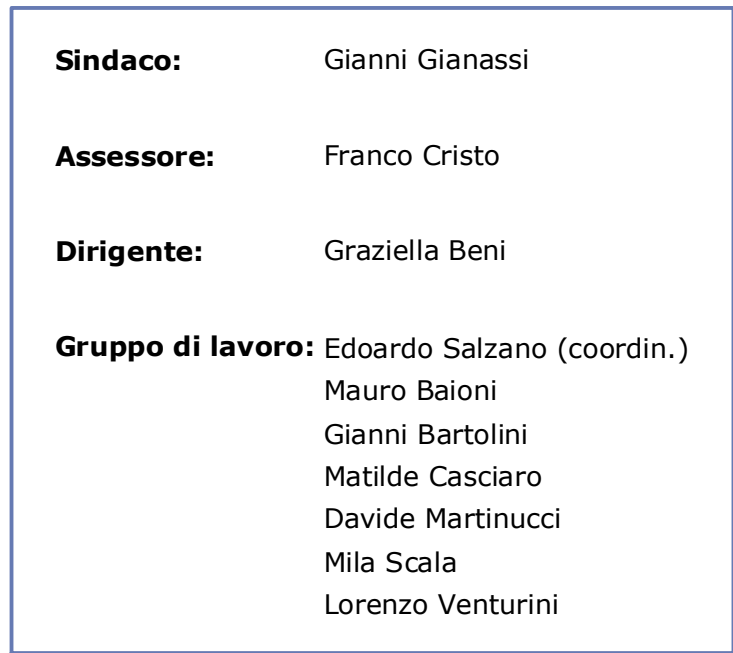 Sindaco: Gianni Gianassi
Assessore: Franco Cristo
Dirigente: Graziella Beni
Gruppo di lavoro: Edoardo Salzano (coordin.)
Mauro Baioni
Gianni Bartolini
Matilde Casciaro
Davide Martinucci
Mila Scala
Lorenzo Venturini